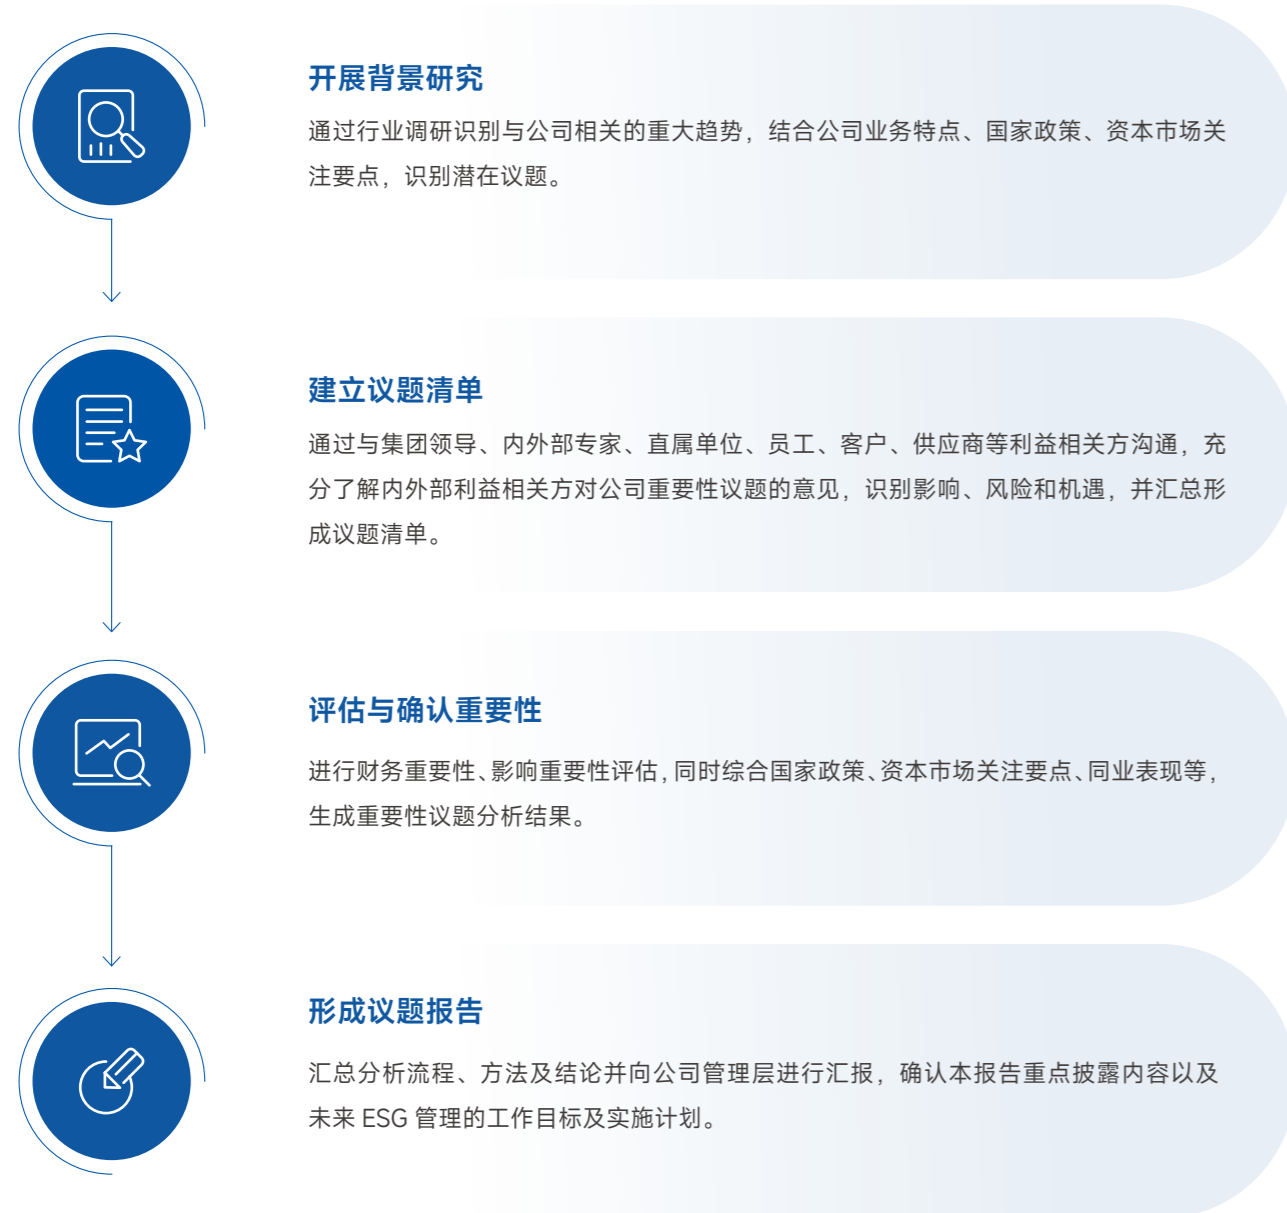 开展背景研究
通过行业调研识别与公司相关的重大趋势，结合公司业务特点、国家政策、资本市场关
注要点，识别潜在议题。
建立议题清单
通过与集团领导、内外部专家、直属单位、员工、客户、供应商等利益相关方沟通，充
分了解内外部利益相关方对公司重要性议题的意见，识别影响、风险和机遇，并汇总形
成议题清单。
评估与确认重要性
进行财务重要性、影响重要性评估，同时综合国家政策、资本市场关注要点、同业表现等，
生成重要性议题分析结果。
形成议题报告
汇总分析流程、方法及结论并向公司管理层进行汇报，确认本报告重点披露内容以及
未来 ESG 管理的工作目标及实施计划。